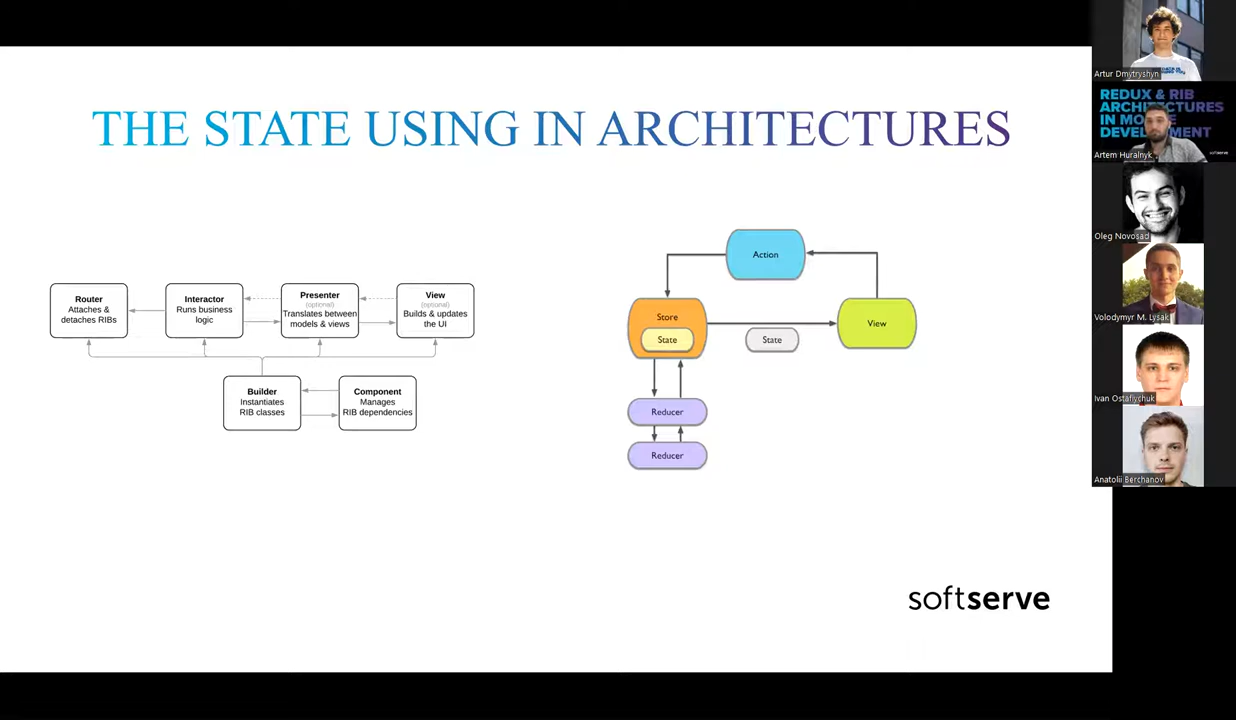 THE STATE USING IN ARCHITECTURES
Router
Attaches &
detaches RIBs
Interactor
Runs business
logic
Presenter
(optional)
Translates between
models & views
View
(optional)
Builds & updates
the UI
Builder
Instantiates
RIB classes
Component
Manages
RIB dependencies
Action
Store
State
State
View
Reducer
Reducer
softserve
Artur Dmytryshyn
REDUX & RIB
ARCHITECTURES
IN
DEVELOPMENT
softserve
Artem Huralnyk
Oleg Novosad
Volodymyr M. Lysak
Ivan Ostafiychuk
Anatolii Berchanov